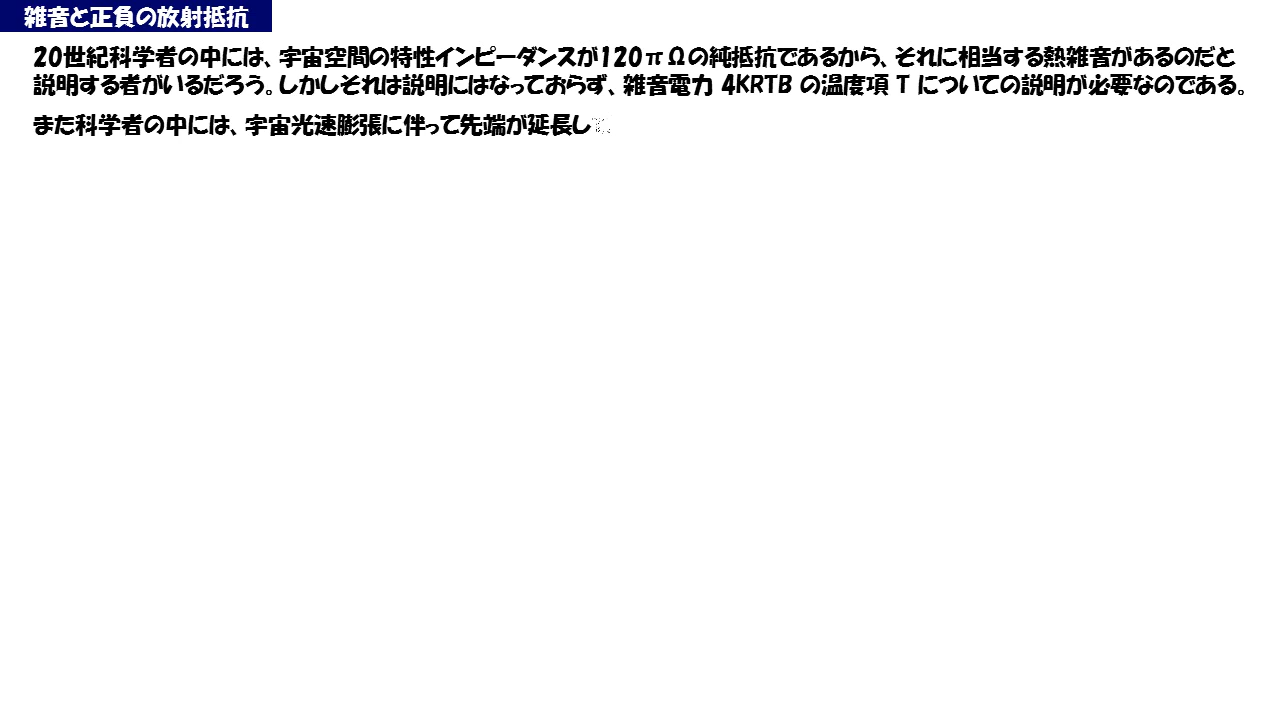 雑音と正負の放射抵抗
20世紀科学者の中には、宇宙空間の特性インピーダンスが120πΩの純抵抗であるから、それに相当する熱雑音があるのだと
説明する者がいるだろう。しかしそれは説明にはなっておらず、雑音電力 4KRTB の温度項 T についての説明が必要なのである。
また科学者の中には、宇宙光速膨張に伴って先端が延長し